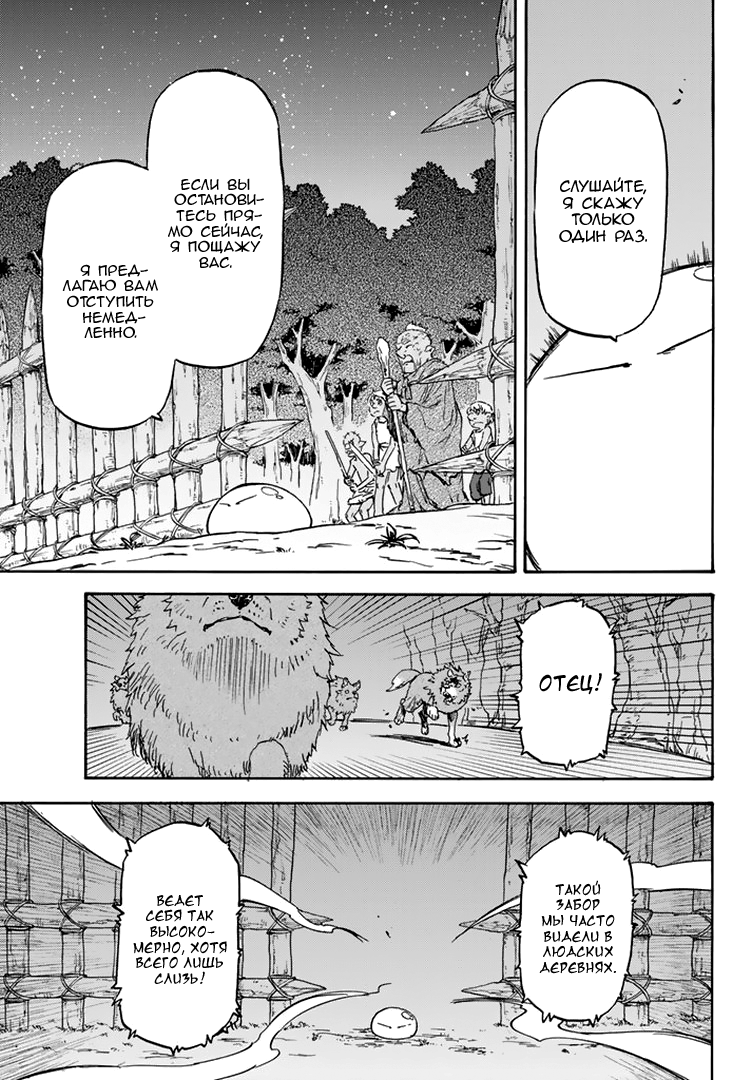 СЛУШАЙТЕ,
Я СКАЖУ
ТОЛЬКО
ОДИН РАЗ.
ЕСЛИ ВЫ
ОСТАНОВИ-
ТЕСЬ ПРЯ-
МО СЕЙЧАС,
Я ПОЩАЖУ
ВАС.
Я ПРЕД-
ЛАГАЮ ВАМ
ОТСТУПИТЬ
НЕМЕД-
ЛЕННО.
ОТЕЦ!
ТАКОЙ
ЗАБОР
МЫ ЧАСТО
ВИДЕЛИ В
ЛЮДСКИХ
ДЕРЕВНЯХ.
ВЕДЕТ
СЕБЯ ТАК
ВЫСОКО-
МЕРНО, ХОТЯ
ВСЕГО ЛИШЬ
СЛИЗЬ!